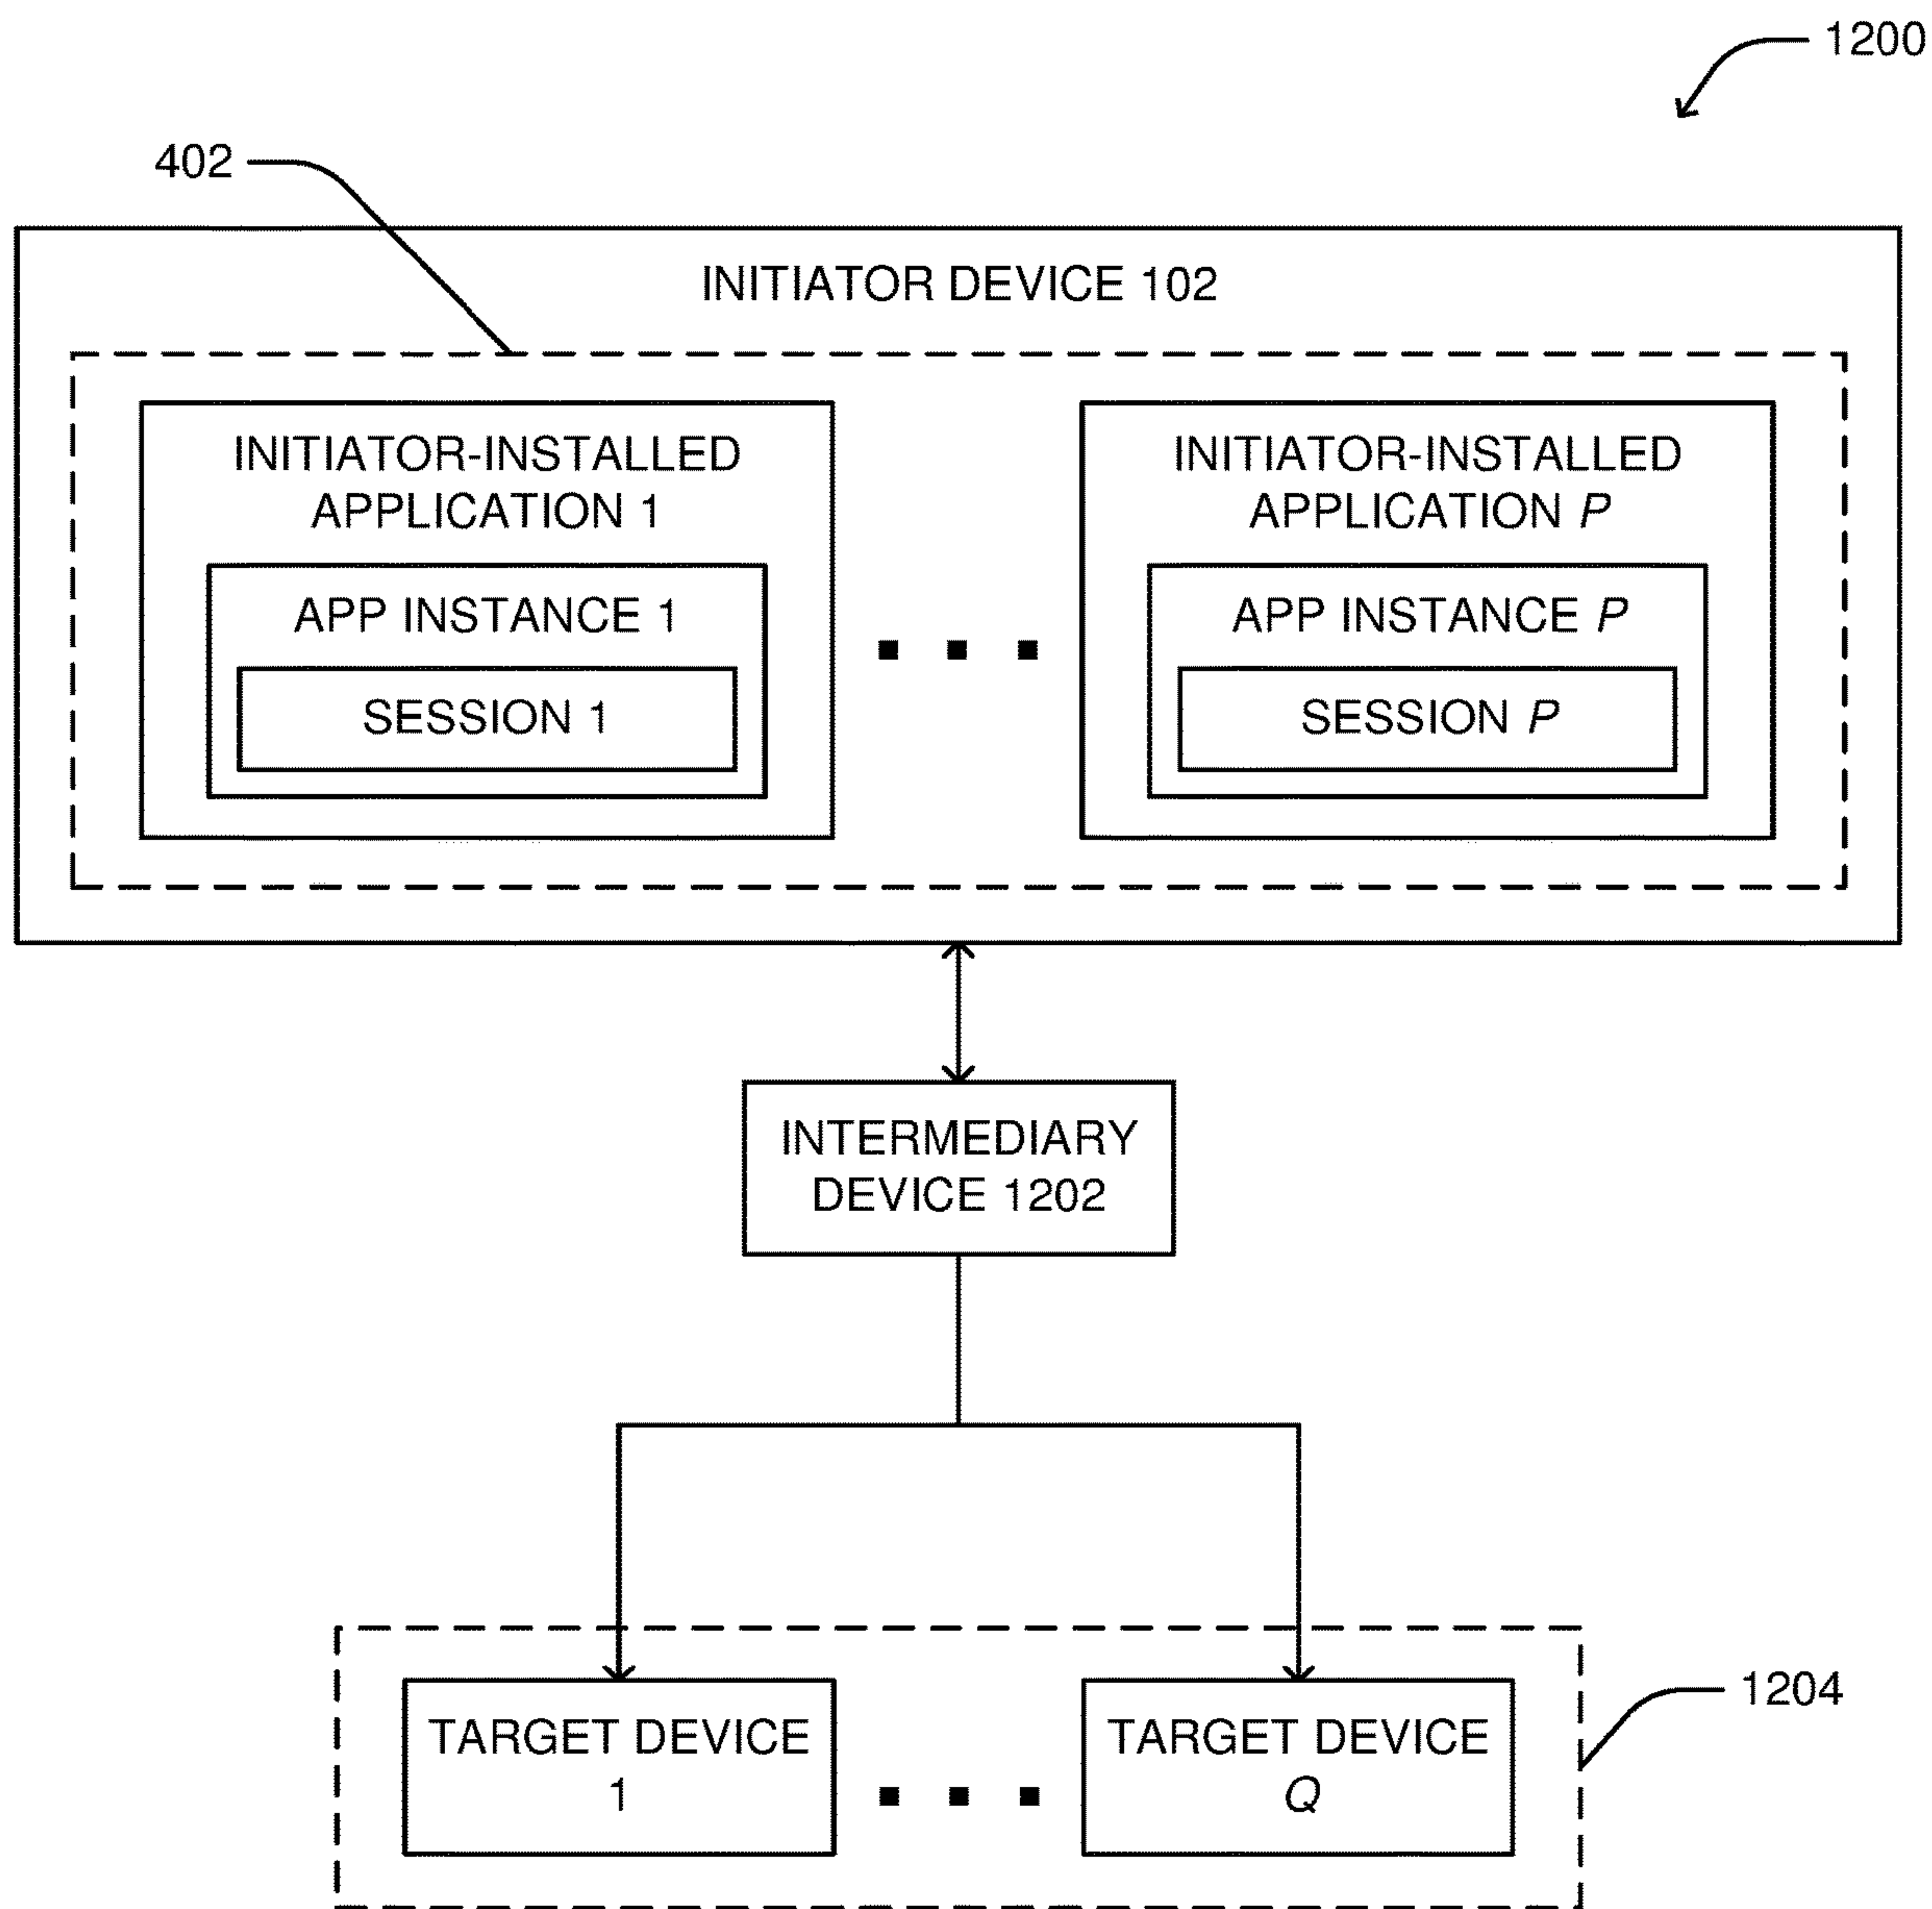 1200
402
INITIATOR DEVICE 102
INITIATOR-INSTALLED
APPLICATION 1
APP INSTANCE 1
SESSION 1
INITIATOR-INSTALLED
APPLICATION P
APP INSTANCE P
SESSION P
INTERMEDIARY
DEVICE 1202
1204
TARGET DEVICE
1
TARGET DEVICE
Q